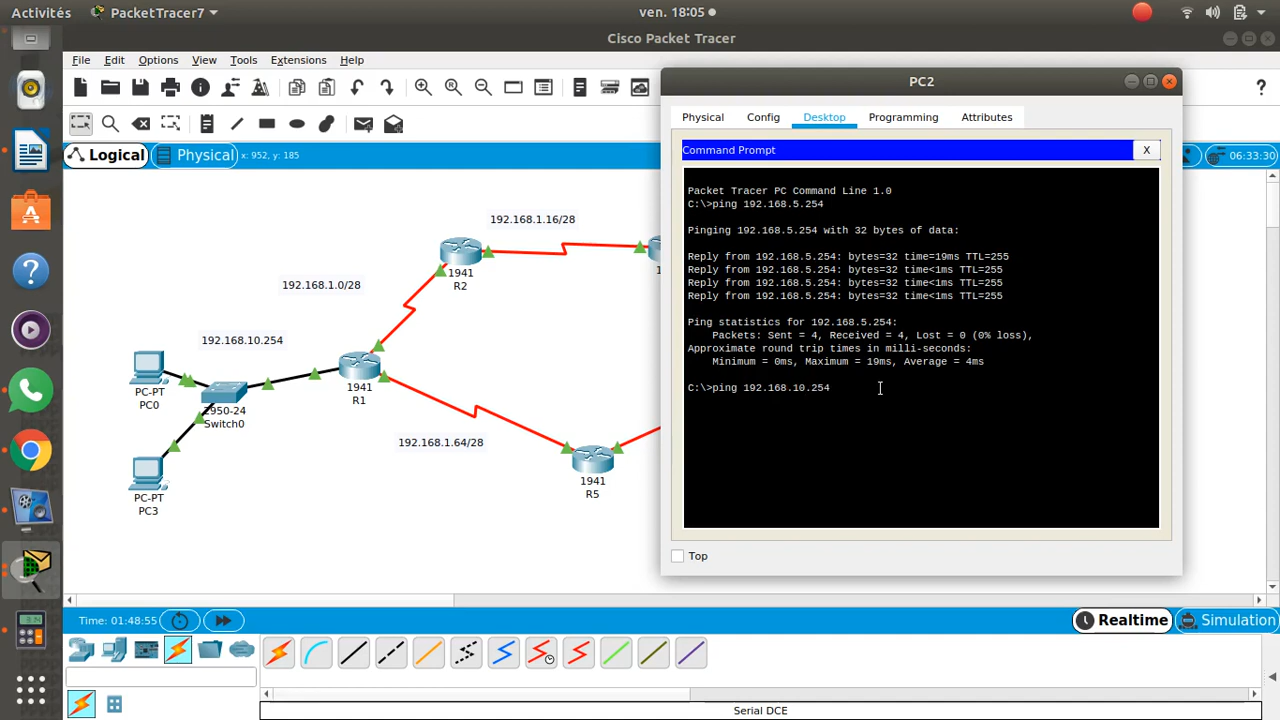 Activités
PacketTracer7
ven. 18:05
Cisco Packet Tracer
File Edit Options View Tools Extensions Help
Logical
Physical
x: 952, y: 185
06:33:30
192.168.1.16/28
1941
R2
192.168.1.0/28
192.168.10.254
PC-PT
PC0
2950-24
Switch0
1941
R1
192.168.1.64/28
PC-PT
PC3
1941
R5
PC2
Physical Config Desktop Programming Attributes
Command Prompt
X
Packet Tracer PC Command Line 1.0
C:\>ping 192.168.5.254
Pinging 192.168.5.254 with 32 bytes of data:
Reply from 192.168.5.254: bytes=32 time=19ms TTL=255
Reply from 192.168.5.254: bytes=32 time<1ms TTL=255
Reply from 192.168.5.254: bytes=32 time<1ms TTL=255
Reply from 192.168.5.254: bytes=32 time<1ms TTL=255
Ping statistics for 192.168.5.254:
Packets: Sent = 4, Received = 4, Lost = 0 (0% loss),
Approximate round trip times in milli-seconds:
Minimum = 0ms, Maximum = 19ms, Average = 4ms
C:\>ping 192.168.10.254
Top
Time: 01:48:55
Realtime
Simulation
Serial DCE